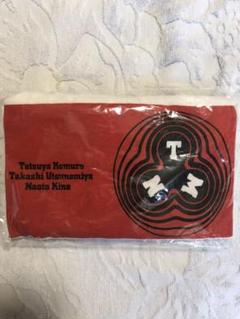 Tetsuya Komuro
Takashi Utsunomiya
Naoto Kine
T
N M